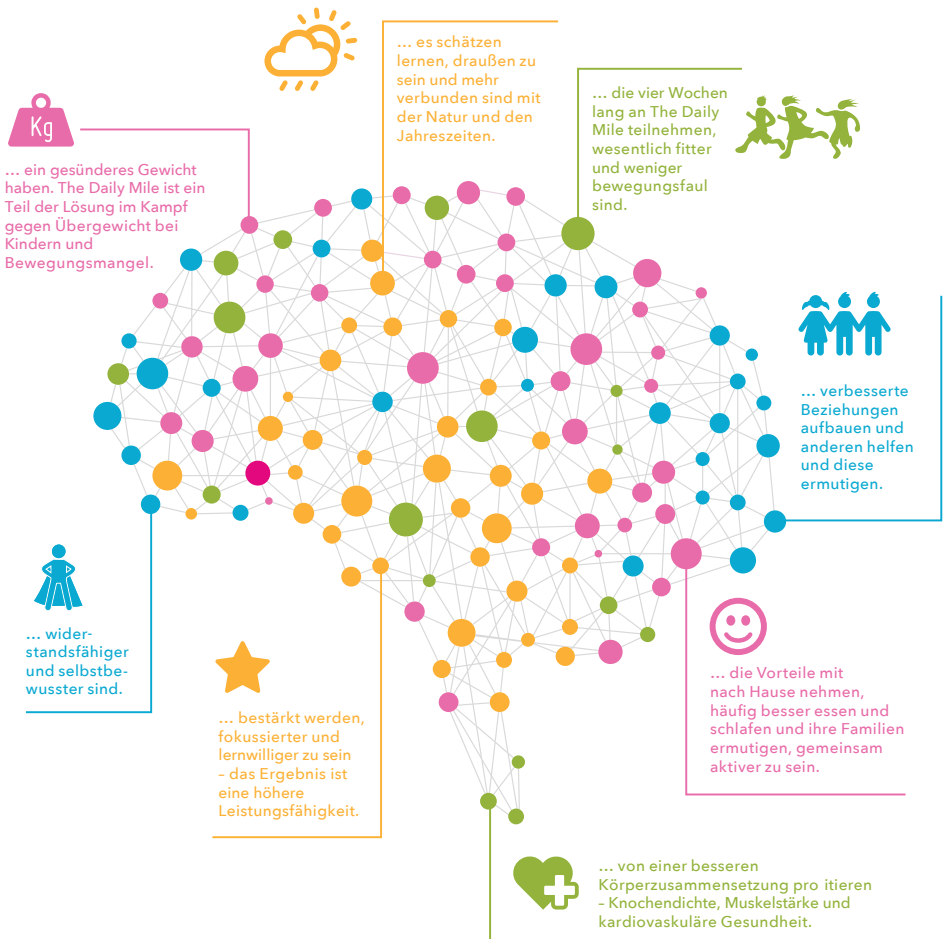 ... es schätzen
lernen, draußen zu
sein und mehr
verbunden sind mit
der Natur und den
Jahreszeiten.
... die vier Wochen
lang an The Daily
Mile teilnehmen,
wesentlich fitter
und weniger
bewegungsfaul
sind.
Kg
... ein gesünderes Gewicht
haben. The Daily Mile ist ein
Teil der Lösung im Kampf
gegen Übergewicht bei
Kindern und
Bewegungsmangel.
... verbesserte
Beziehungen
aufbauen und
anderen helfen
und diese
ermutigen.
... wider-
standsfähiger
und selbstbe-
wusster sind.
... bestärkt werden,
fokussierter und
lernwilliger zu sein
– das Ergebnis ist
eine höhere
Leistungsfähigkeit.
... die Vorteile mit
nach Hause nehmen,
häufig besser essen und
schlafen und ihre Familien
ermutigen, gemeinsam
aktiver zu sein.
... von einer besseren
Körperzusammensetzung pro itieren
– Knochendichte, Muskelstärke und
kardiovaskuläre Gesundheit.